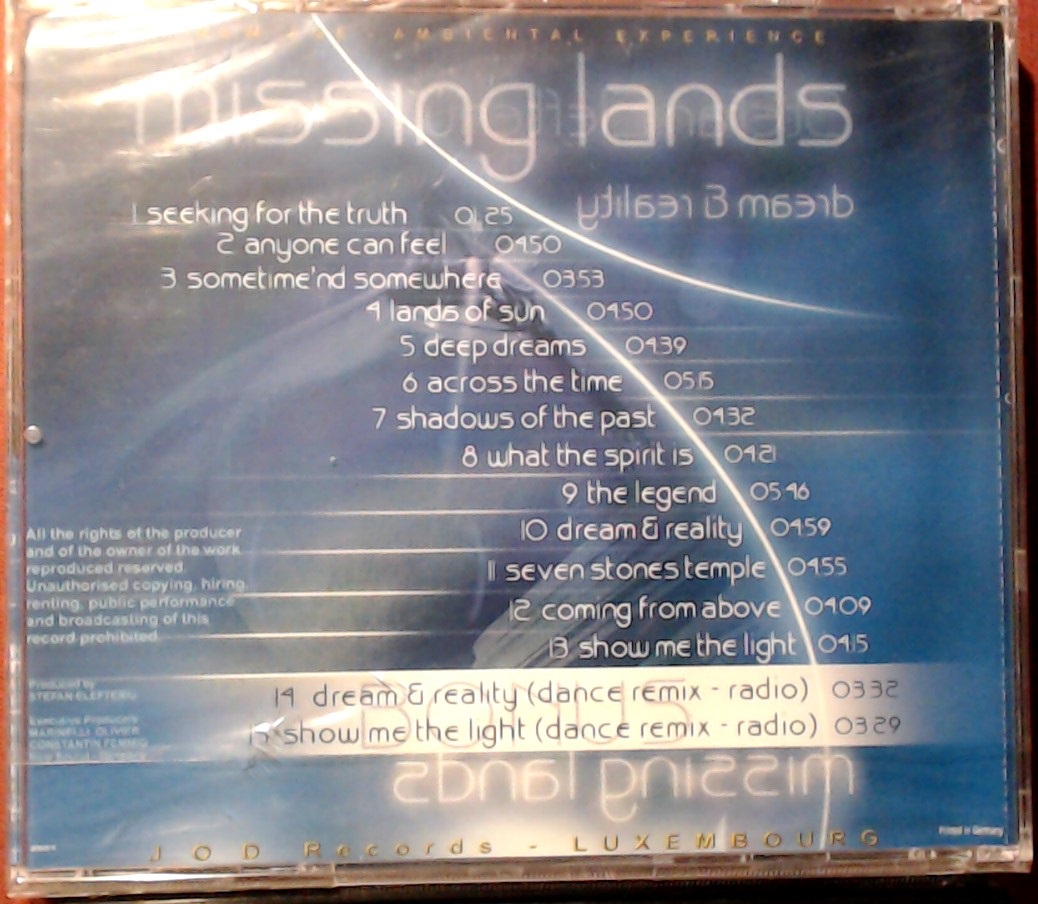 AMBIENTAL EXPERIENCE
missing lands
dream & reality
1 seeking for the truth 01:25
2 anyone can feel 04:50
3 sometime'nd somewhere 03:53
4 lands of sun 04:50
5 deep dreams 04:39
6 across the time 05:15
7 shadows of the past 04:32
8 what the spirit is 04:21
9 the legend 05:46
10 dream & reality 04:59
11 seven stones temple 04:55
12 coming from above 04:09
13 show me the light 04:15
All the rights of the producer
and of the owner of the work
reproduced reserved.
Unauthorised copying, hiring,
renting, public performance
and broadcasting of this
record prohibited.
Produced by
STEFAN ELEFTERIU
Executive Producers
MARINELLI OLIVIER
CONSTANTIN
BONUS
14 dream & reality (dance remix - radio) 03:32
15 show me the light (dance remix - radio) 03:29
missing lands
JOD Records - LUXEMBOURG
Printed in Germany